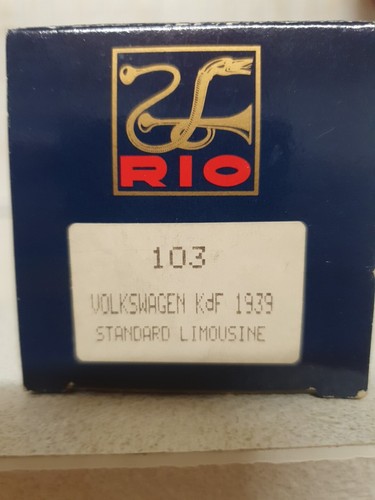 RIO
103
VOLKSWAGEN KdF 1939
STANDARD LIMOUSINE